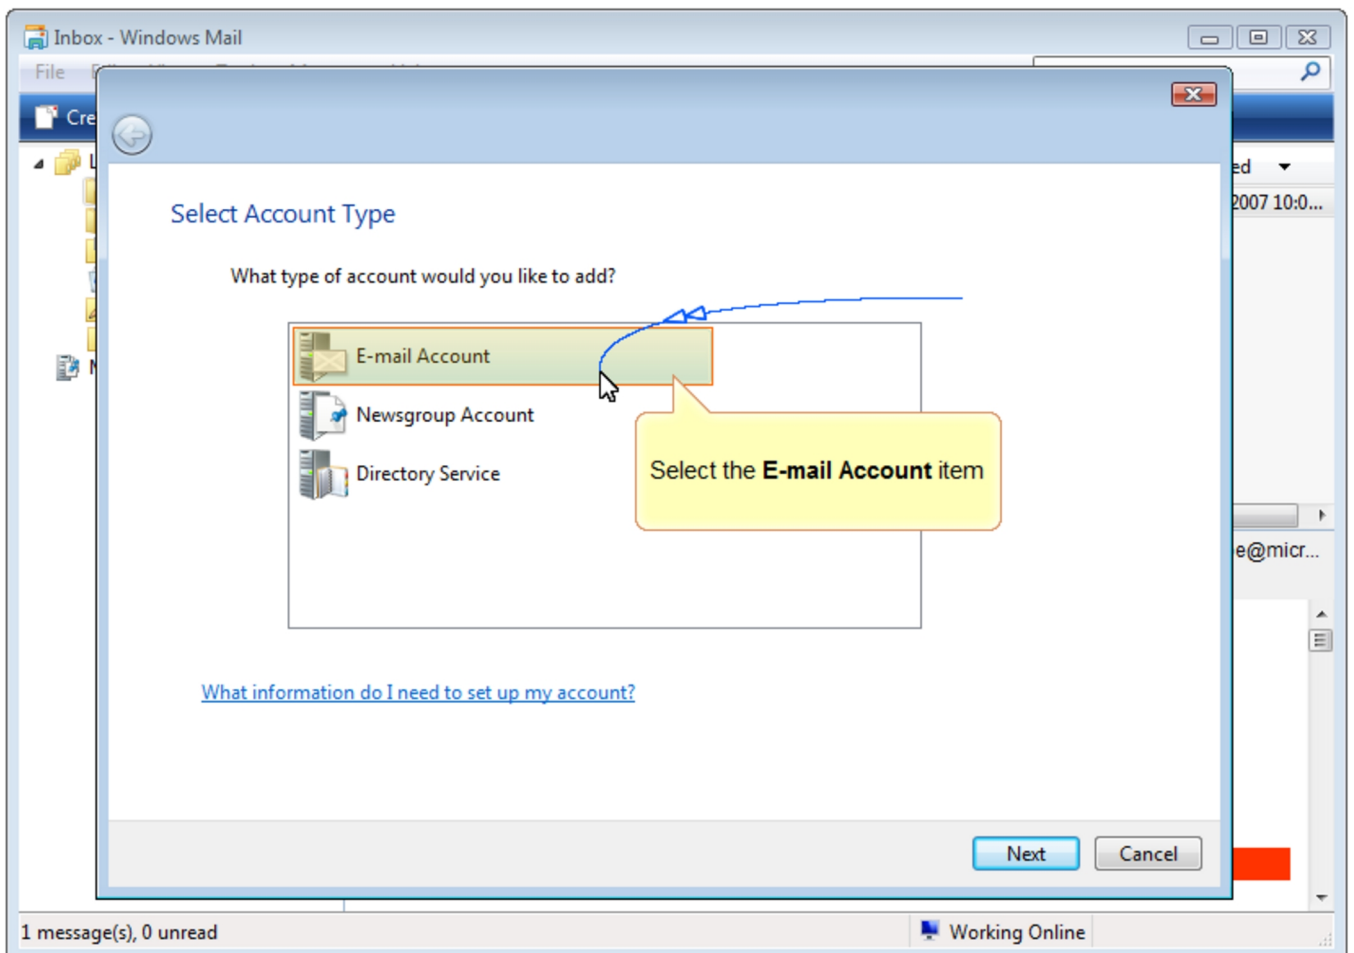 Inbox - Windows Mail
File
Cre
ed
2007 10:0...
Select Account Type
What type of account would you like to add?
E-mail Account
Newsgroup Account
Directory Service
Select the E-mail Account item
e@micr...
What information do I need to set up my account?
Next
Cancel
1 message(s), 0 unread
Working Online